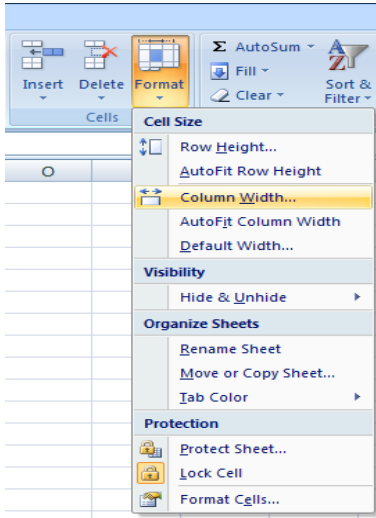 Insert Delete Format
Σ AutoSum
Fill
Clear
Sort &
Filter
Cells
O
Cell Size
Row Height...
AutoFit Row Height
Column Width...
AutoFit Column Width
Default Width...
Visibility
Hide & Unhide
Organize Sheets
Rename Sheet
Move or Copy Sheet...
Tab Color
Protection
Protect Sheet...
Lock Cell
Format Cells...